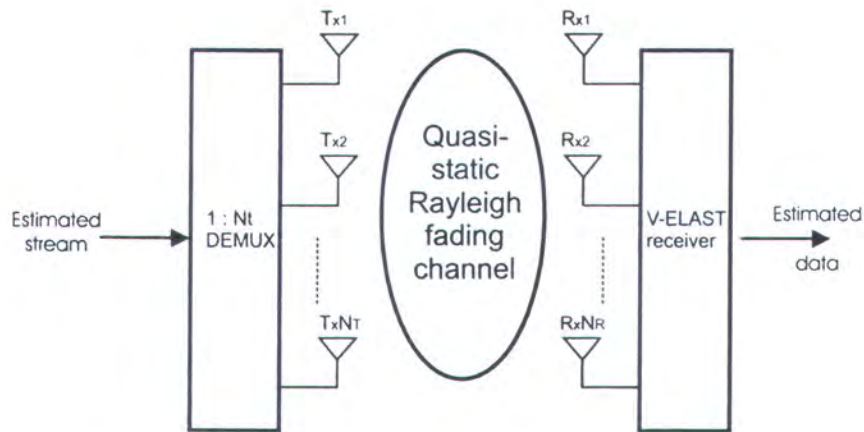 Tx1
Rx1
Tx2
Rx2
TxNT
RxNR
Estimated
stream
1 : Nt
DEMUX
Quasi-
static
Rayleigh
fading
channel
V-ELAST
receiver
Estimated
data